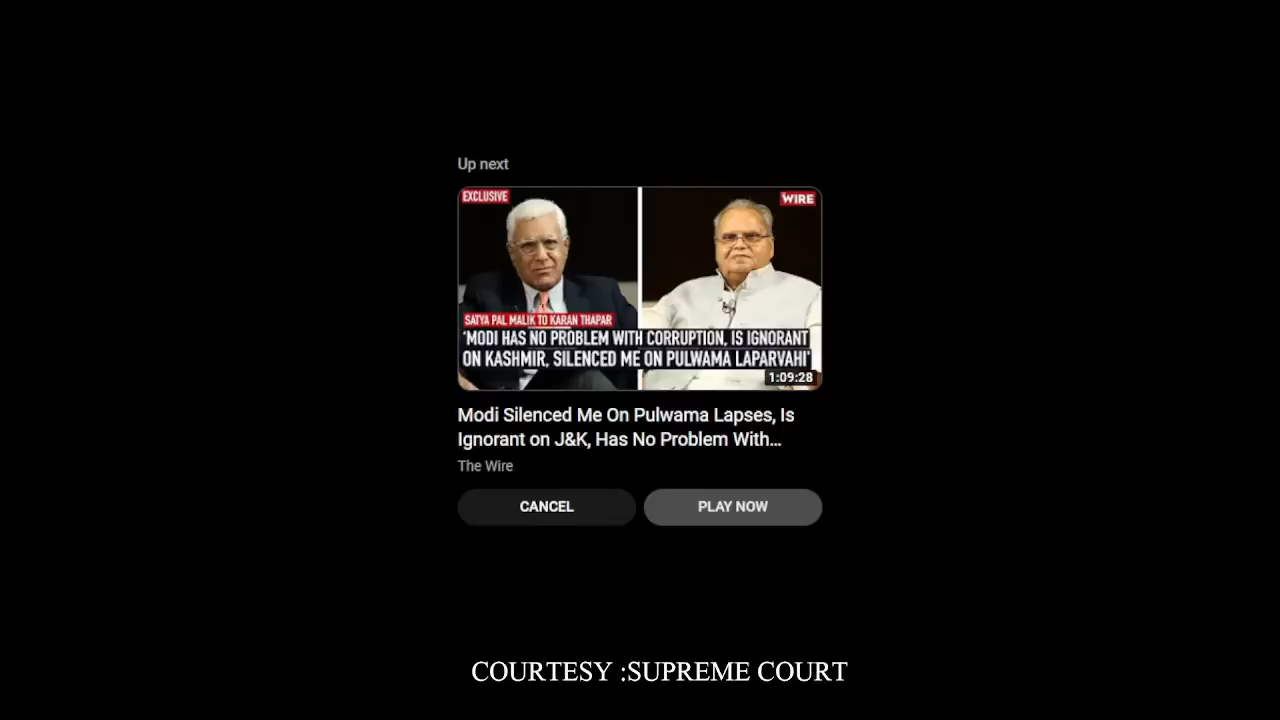 Up next
EXCLUSIVE
THE WIRE
SATYA PAL MALIK TO KARAN THAPAR
'MODI HAS NO PROBLEM WITH CORRUPTION, IS IGNORANT
ON KASHMIR, SILENCED ME ON PULWAMA LAPARVAHI'
1:09:28
Modi Silenced Me On Pulwama Lapses, Is
Ignorant on J&K, Has No Problem With...
The Wire
CANCEL
PLAY NOW
COURTESY :SUPREME COURT